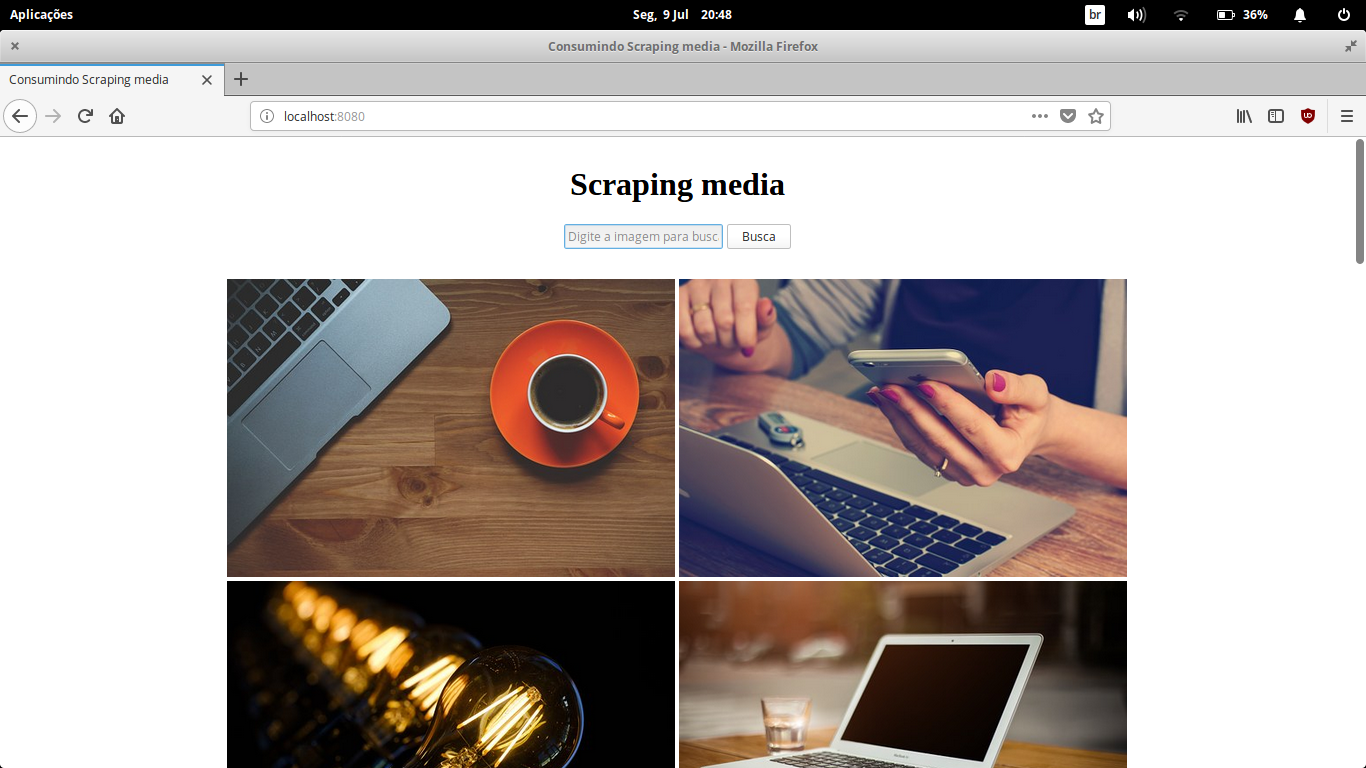 Aplicações
Seg, 9 Jul 20:48
br
36%
Consumindo Scraping media - Mozilla Firefox
Consumindo Scraping media
localhost:8080
Scraping media
Digite a imagem para busc
Busca